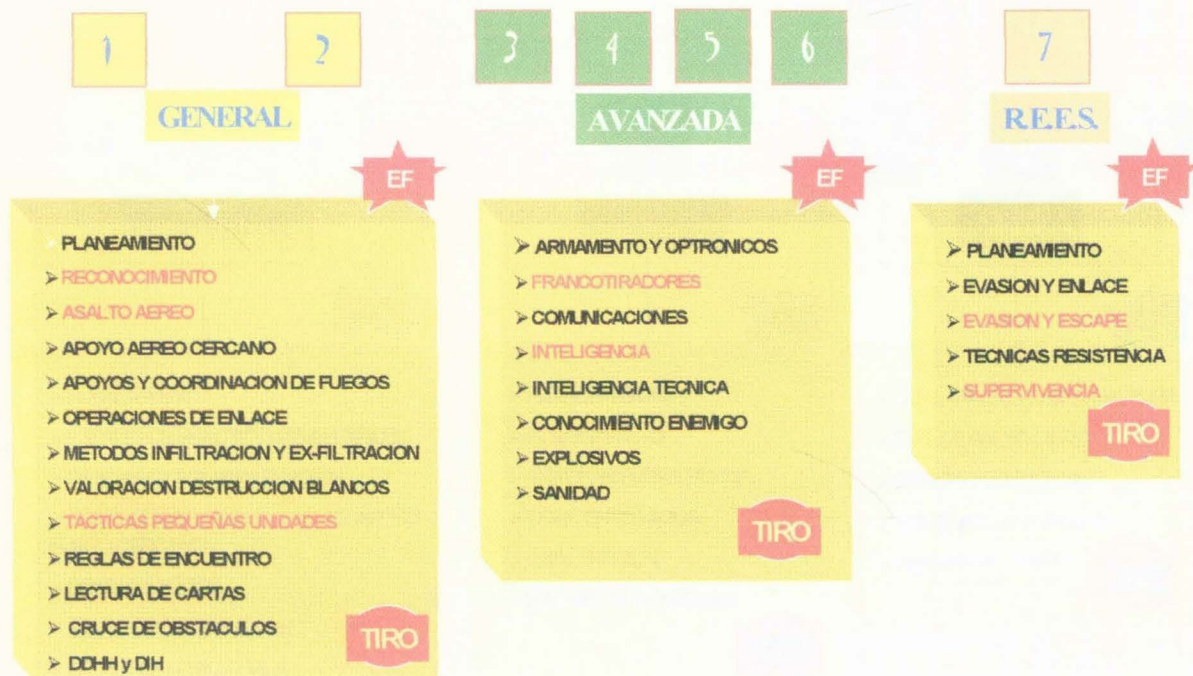 1
2
GENERAL
EF
PLANEAMIENTO
RECONOCIMIENTO
ASALTO AEREO
APOYO AEREO CERCANO
APOYOS Y COORDINACION DE FUEGOS
OPERACIONES DE ENLACE
METODOS INFILTRACION Y EX-FILTRACION
VALORACION DESTRUCCION BLANCOS
TACTICAS PEQUEÑAS UNIDADES
REGLAS DE ENCUENTRO
LECTURA DE CARTAS
CRUCE DE OBSTACULOS
DDHH y DIH
TIRO
3
4
5
6
AVANZADA
EF
ARMAMENTO Y OPTRONICOS
FRANCOTIRADORES
COMUNICACIONES
INTELIGENCIA
INTELIGENCIA TECNICA
CONOCIMIENTO ENEMIGO
EXPLOSIVOS
SANIDAD
TIRO
7
R.E.E.S.
EF
PLANEAMIENTO
EVASION Y ENLACE
EVASION Y ESCAPE
TECNICAS RESISTENCIA
SUPERVIVENCIA
TIRO